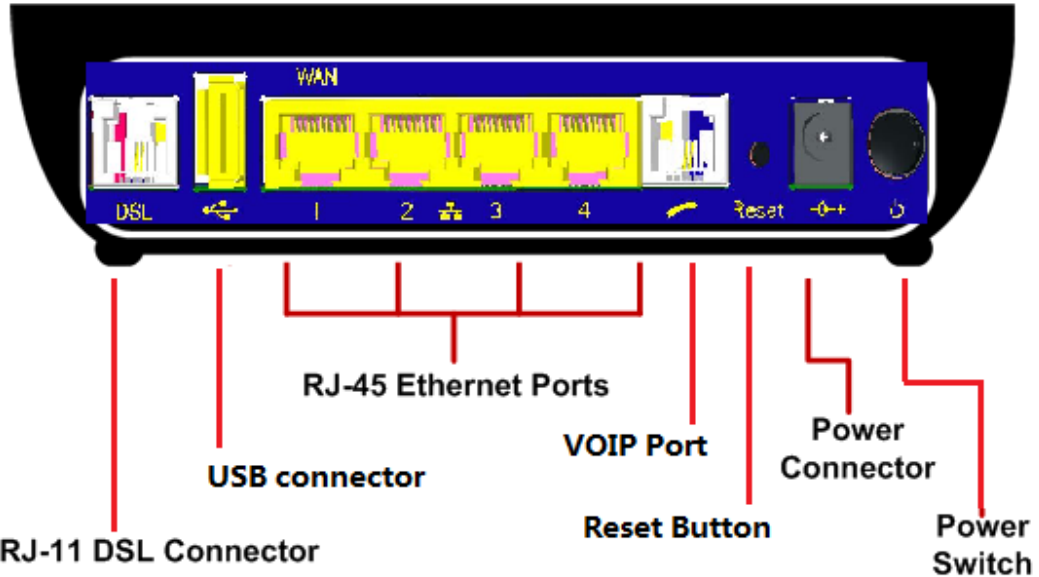 WAN
DSL 1 2 3 4 Reset
RJ-45 Ethernet Ports
VOIP Port
Power
Connector
USB connector
Reset Button
Power
Switch
RJ-11 DSL Connector